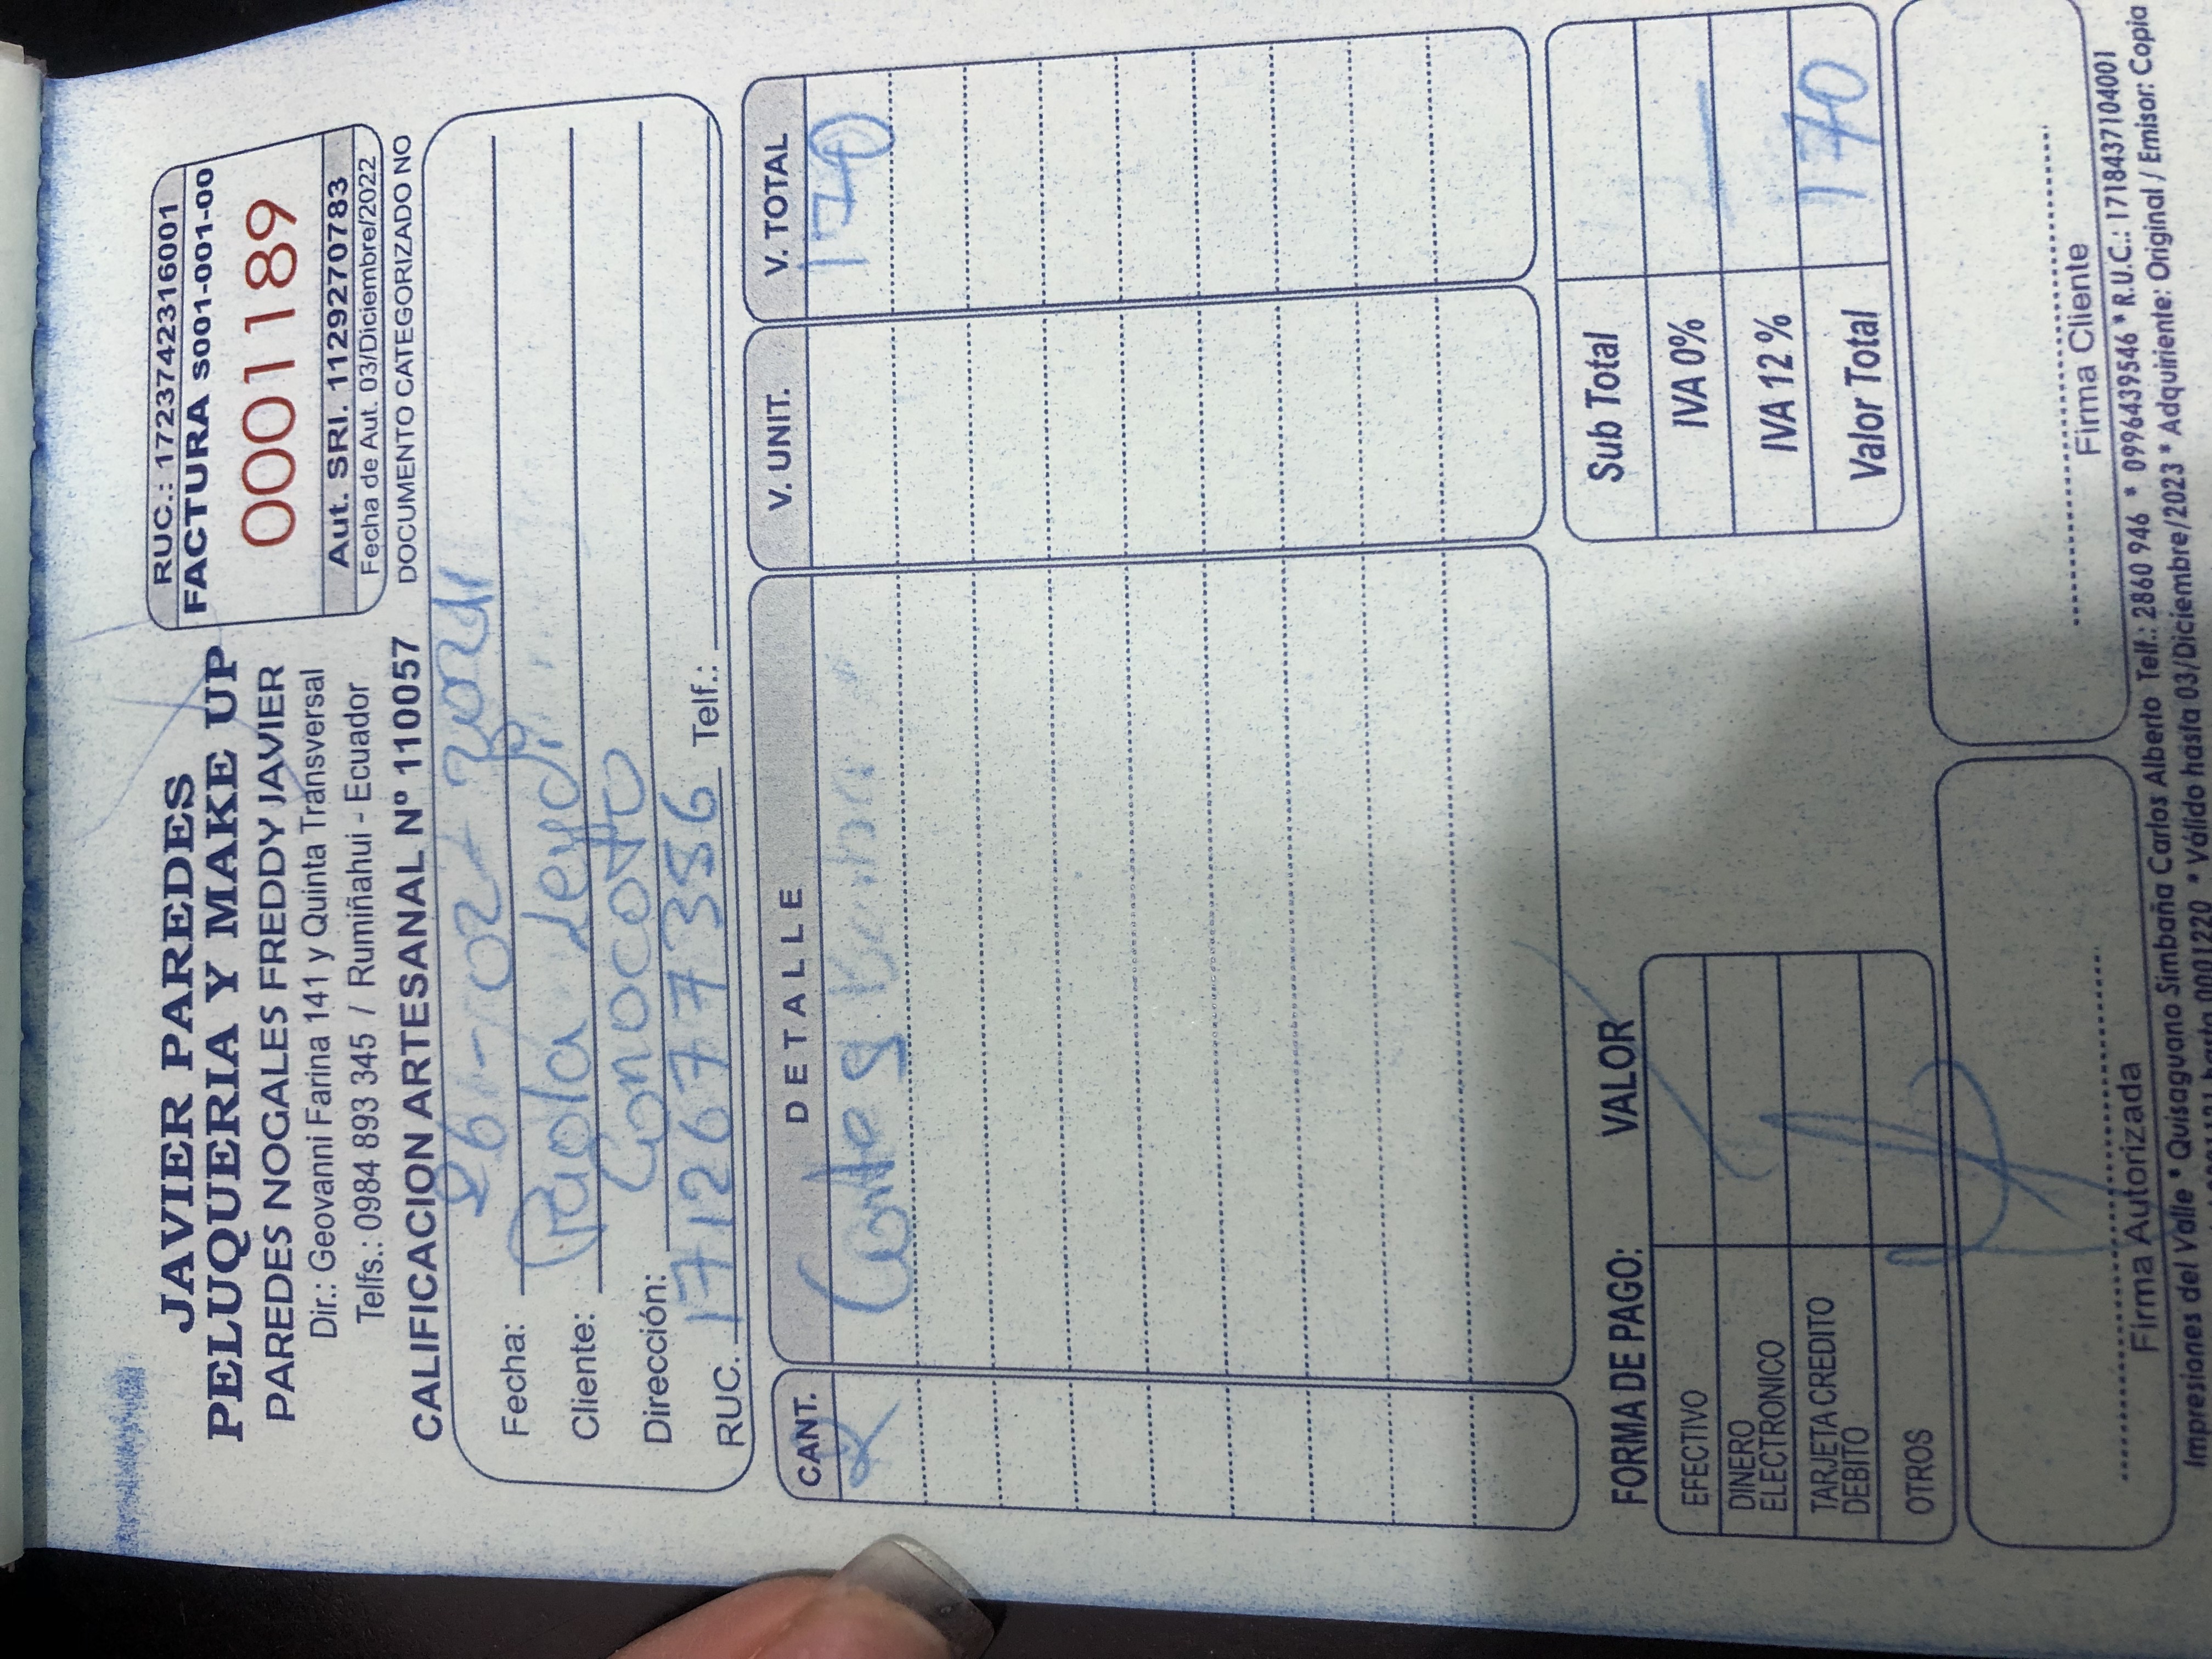 JAVIER PAREDES
PELUQUERIA Y MAKE UP
PAREDES NOGALES FREDDY JAVIER
Dir.: Geovanni Farina 141 y Quinta Transversal
Telfs.: 0984 893 345 / Rumiñahui - Ecuador
CALIFICACION ARTESANAL Nº 110057
RUC.: 1723742316001
FACTURA S001-001-00
0001189
Aut. SRI. 1129270783
Fecha de Aut. 03/Diciembre/2022
DOCUMENTO CATEGORIZADO NO
Fecha: 26-02-2024
Cliente: Paola Leydi
Dirección: Conocoto
RUC. 1712677386 Telf.:
CANT. DETALLE V. UNIT. V. TOTAL
2 Cortes 170
FORMA DE PAGO: VALOR
EFECTIVO
DINERO
ELECTRONICO
TARJETA CREDITO
DEBITO
OTROS
Sub Total
IVA 0%
IVA 12 %
Valor Total 170
Firma Autorizada
Firma Cliente
Impresiones del Valle * Quisaguano Simbaña Carlos Alberto Telf.: 2860 946 * 0996439546 * R.U.C.: 1718437104001
hasta 0001220 * Válido hasta 03/Diciembre/2023 * Adquiriente: Original / Emisor: Copia